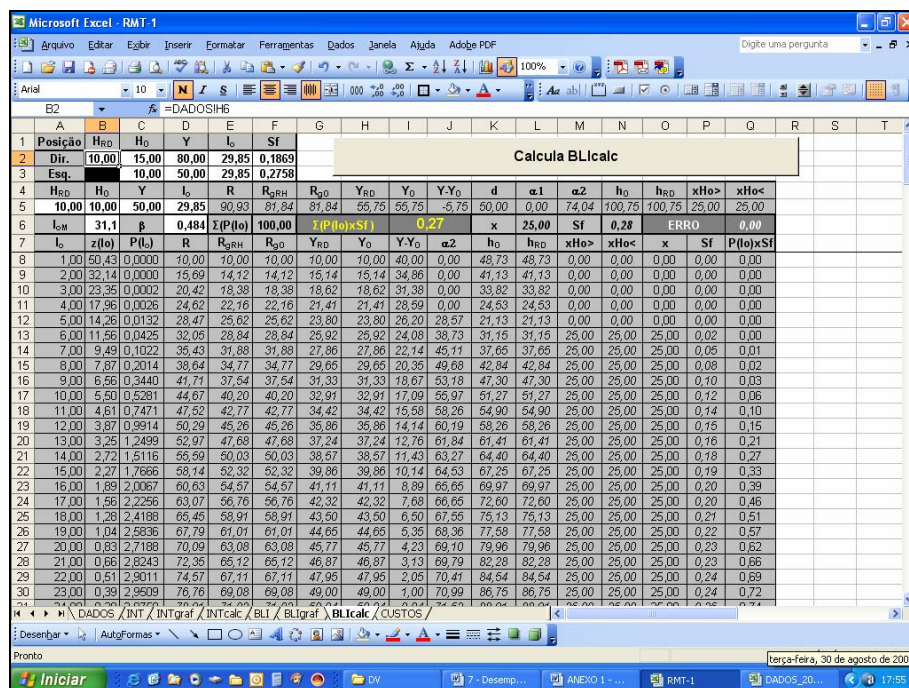 Microsoft Excel - RMT-1
Arquivo Editar Exibir Inserir Formatar Ferramentas Dados Janela Ajuda Adobe PDF Digite uma pergunta
100%
Arial 10 N I S
B2 fx =DADOS!H6
A B C D E F G H I J K L M N O P Q R S T
1 Posição H_RD H_0 Y I_o Sf
Calcula BLIcalc
2 Dir. 10,00 15,00 80,00 29,85 0,1869
3 Esq. 10,00 50,00 29,85 0,2758
4 H_RD H_0 Y I_o R R_gRH R_g0 Y_RD Y_0 Y-Y_0 d α1 α2 h_0 h_RD xHo> xHo<
5 10,00 10,00 50,00 29,85 90,93 81,84 81,84 55,75 55,75 -5,75 50,00 0,00 74,04 100,75 100,75 25,00 25,00
6 I_oM 31,1 β 0,484 Σ(P(Io) 100,00 Σ(P(Io)xSf) 0,27 x 25,00 Sf 0,28 ERRO 0,00
7 I_o z(Io) P(I_o) R R_gRH R_g0 Y_RD Y_0 Y-Y_0 α2 h_0 h_RD xHo> xHo< x Sf P(Io)xSf
8 1,00 50,43 0,0000 10,00 10,00 10,00 10,00 10,00 40,00 0,00 48,73 48,73 0,00 0,00 0,00 0,00 0,00
9 2,00 32,14 0,0000 15,69 14,12 14,12 15,14 15,14 34,86 0,00 41,13 41,13 0,00 0,00 0,00 0,00 0,00
10 3,00 23,35 0,0002 20,42 18,38 18,38 18,62 18,62 31,38 0,00 33,82 33,82 0,00 0,00 0,00 0,00 0,00
11 4,00 17,96 0,0026 24,62 22,16 22,16 21,41 21,41 28,59 0,00 24,53 24,53 0,00 0,00 0,00 0,00 0,00
12 5,00 14,26 0,0132 28,47 25,62 25,62 23,80 23,80 26,20 28,57 21,13 21,13 0,00 0,00 0,00 0,00 0,00
13 6,00 11,56 0,0425 32,05 28,84 28,84 25,92 25,92 24,08 38,73 31,15 31,15 25,00 25,00 25,00 0,02 0,00
14 7,00 9,49 0,1022 35,43 31,88 31,88 27,86 27,86 22,14 45,11 37,65 37,65 25,00 25,00 25,00 0,05 0,01
15 8,00 7,87 0,2014 38,64 34,77 34,77 29,65 29,65 20,35 49,68 42,84 42,84 25,00 25,00 25,00 0,08 0,02
16 9,00 6,56 0,3440 41,71 37,54 37,54 31,33 31,33 18,67 53,18 47,30 47,30 25,00 25,00 25,00 0,10 0,03
17 10,00 5,50 0,5281 44,67 40,20 40,20 32,91 32,91 17,09 55,97 51,27 51,27 25,00 25,00 25,00 0,12 0,06
18 11,00 4,61 0,7471 47,52 42,77 42,77 34,42 34,42 15,58 58,26 54,90 54,90 25,00 25,00 25,00 0,14 0,10
19 12,00 3,87 0,9914 50,29 45,26 45,26 35,86 35,86 14,14 60,19 58,26 58,26 25,00 25,00 25,00 0,15 0,15
20 13,00 3,25 1,2499 52,97 47,68 47,68 37,24 37,24 12,76 61,84 61,41 61,41 25,00 25,00 25,00 0,16 0,21
21 14,00 2,72 1,5116 55,59 50,03 50,03 38,57 38,57 11,43 63,27 64,40 64,40 25,00 25,00 25,00 0,18 0,27
22 15,00 2,27 1,7666 58,14 52,32 52,32 39,86 39,86 10,14 64,53 67,25 67,25 25,00 25,00 25,00 0,19 0,33
23 16,00 1,89 2,0067 60,63 54,57 54,57 41,11 41,11 8,89 65,65 69,97 69,97 25,00 25,00 25,00 0,20 0,39
24 17,00 1,56 2,2256 63,07 56,76 56,76 42,32 42,32 7,68 66,65 72,60 72,60 25,00 25,00 25,00 0,20 0,46
25 18,00 1,28 2,4188 65,45 58,91 58,91 43,50 43,50 6,50 67,55 75,13 75,13 25,00 25,00 25,00 0,21 0,51
26 19,00 1,04 2,5836 67,79 61,01 61,01 44,65 44,65 5,35 68,36 77,58 77,58 25,00 25,00 25,00 0,22 0,57
27 20,00 0,83 2,7188 70,09 63,08 63,08 45,77 45,77 4,23 69,10 79,96 79,96 25,00 25,00 25,00 0,23 0,62
28 21,00 0,66 2,8243 72,35 65,12 65,12 46,87 46,87 3,13 69,79 82,28 82,28 25,00 25,00 25,00 0,23 0,66
29 22,00 0,51 2,9011 74,57 67,11 67,11 47,95 47,95 2,05 70,41 84,54 84,54 25,00 25,00 25,00 0,24 0,69
30 23,00 0,39 2,9509 76,76 69,08 69,08 49,00 49,00 1,00 70,99 86,75 86,75 25,00 25,00 25,00 0,24 0,72
DADOS / INT / INTgraf / INTcalc / BLI / BLIgraf / BLIcalc / CUSTOS /
Desenhar AutoFormas
Pronto
terça-feira, 30 de agosto de 200
Iniciar DV 7 - Desemp... ANEXO 1 - ... RMT-1 DADOS_20... 17:55